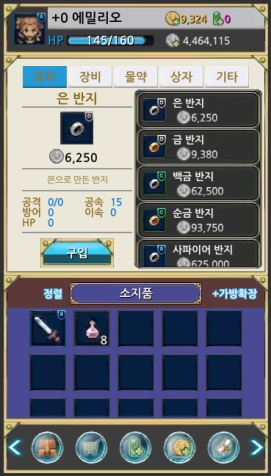 +0 에밀리오
9,324
0
HP 145/160
4,464,115
모두 장비 물약 상자 기타
은 반지
D
6,250
은으로 만든 반지
공격 0/0 공속 15
방어 0 이속 0
HP 0
구입
D 은 반지
6,250
D 금 반지
9,380
C 백금 반지
62,500
C 순금 반지
93,750
B 사파이어 반지
625,000
정렬 소지품 +가방확장
8